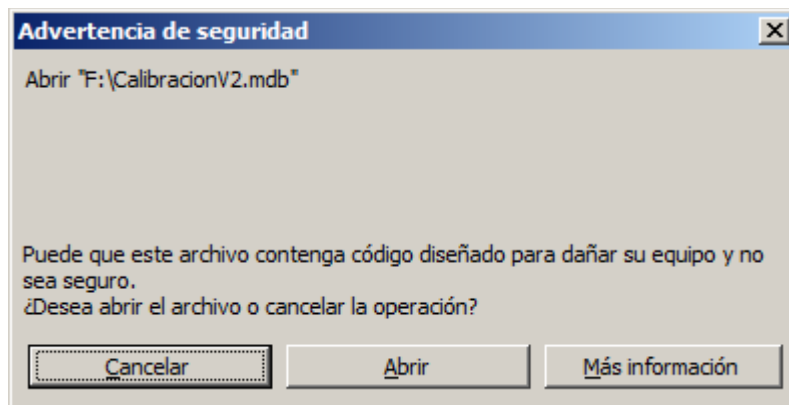 Advertencia de seguridad
Abrir "F:\CalibracionV2.mdb"
Puede que este archivo contenga código diseñado para dañar su equipo y no
sea seguro.
¿Desea abrir el archivo o cancelar la operación?
Cancelar
Abrir
Más información